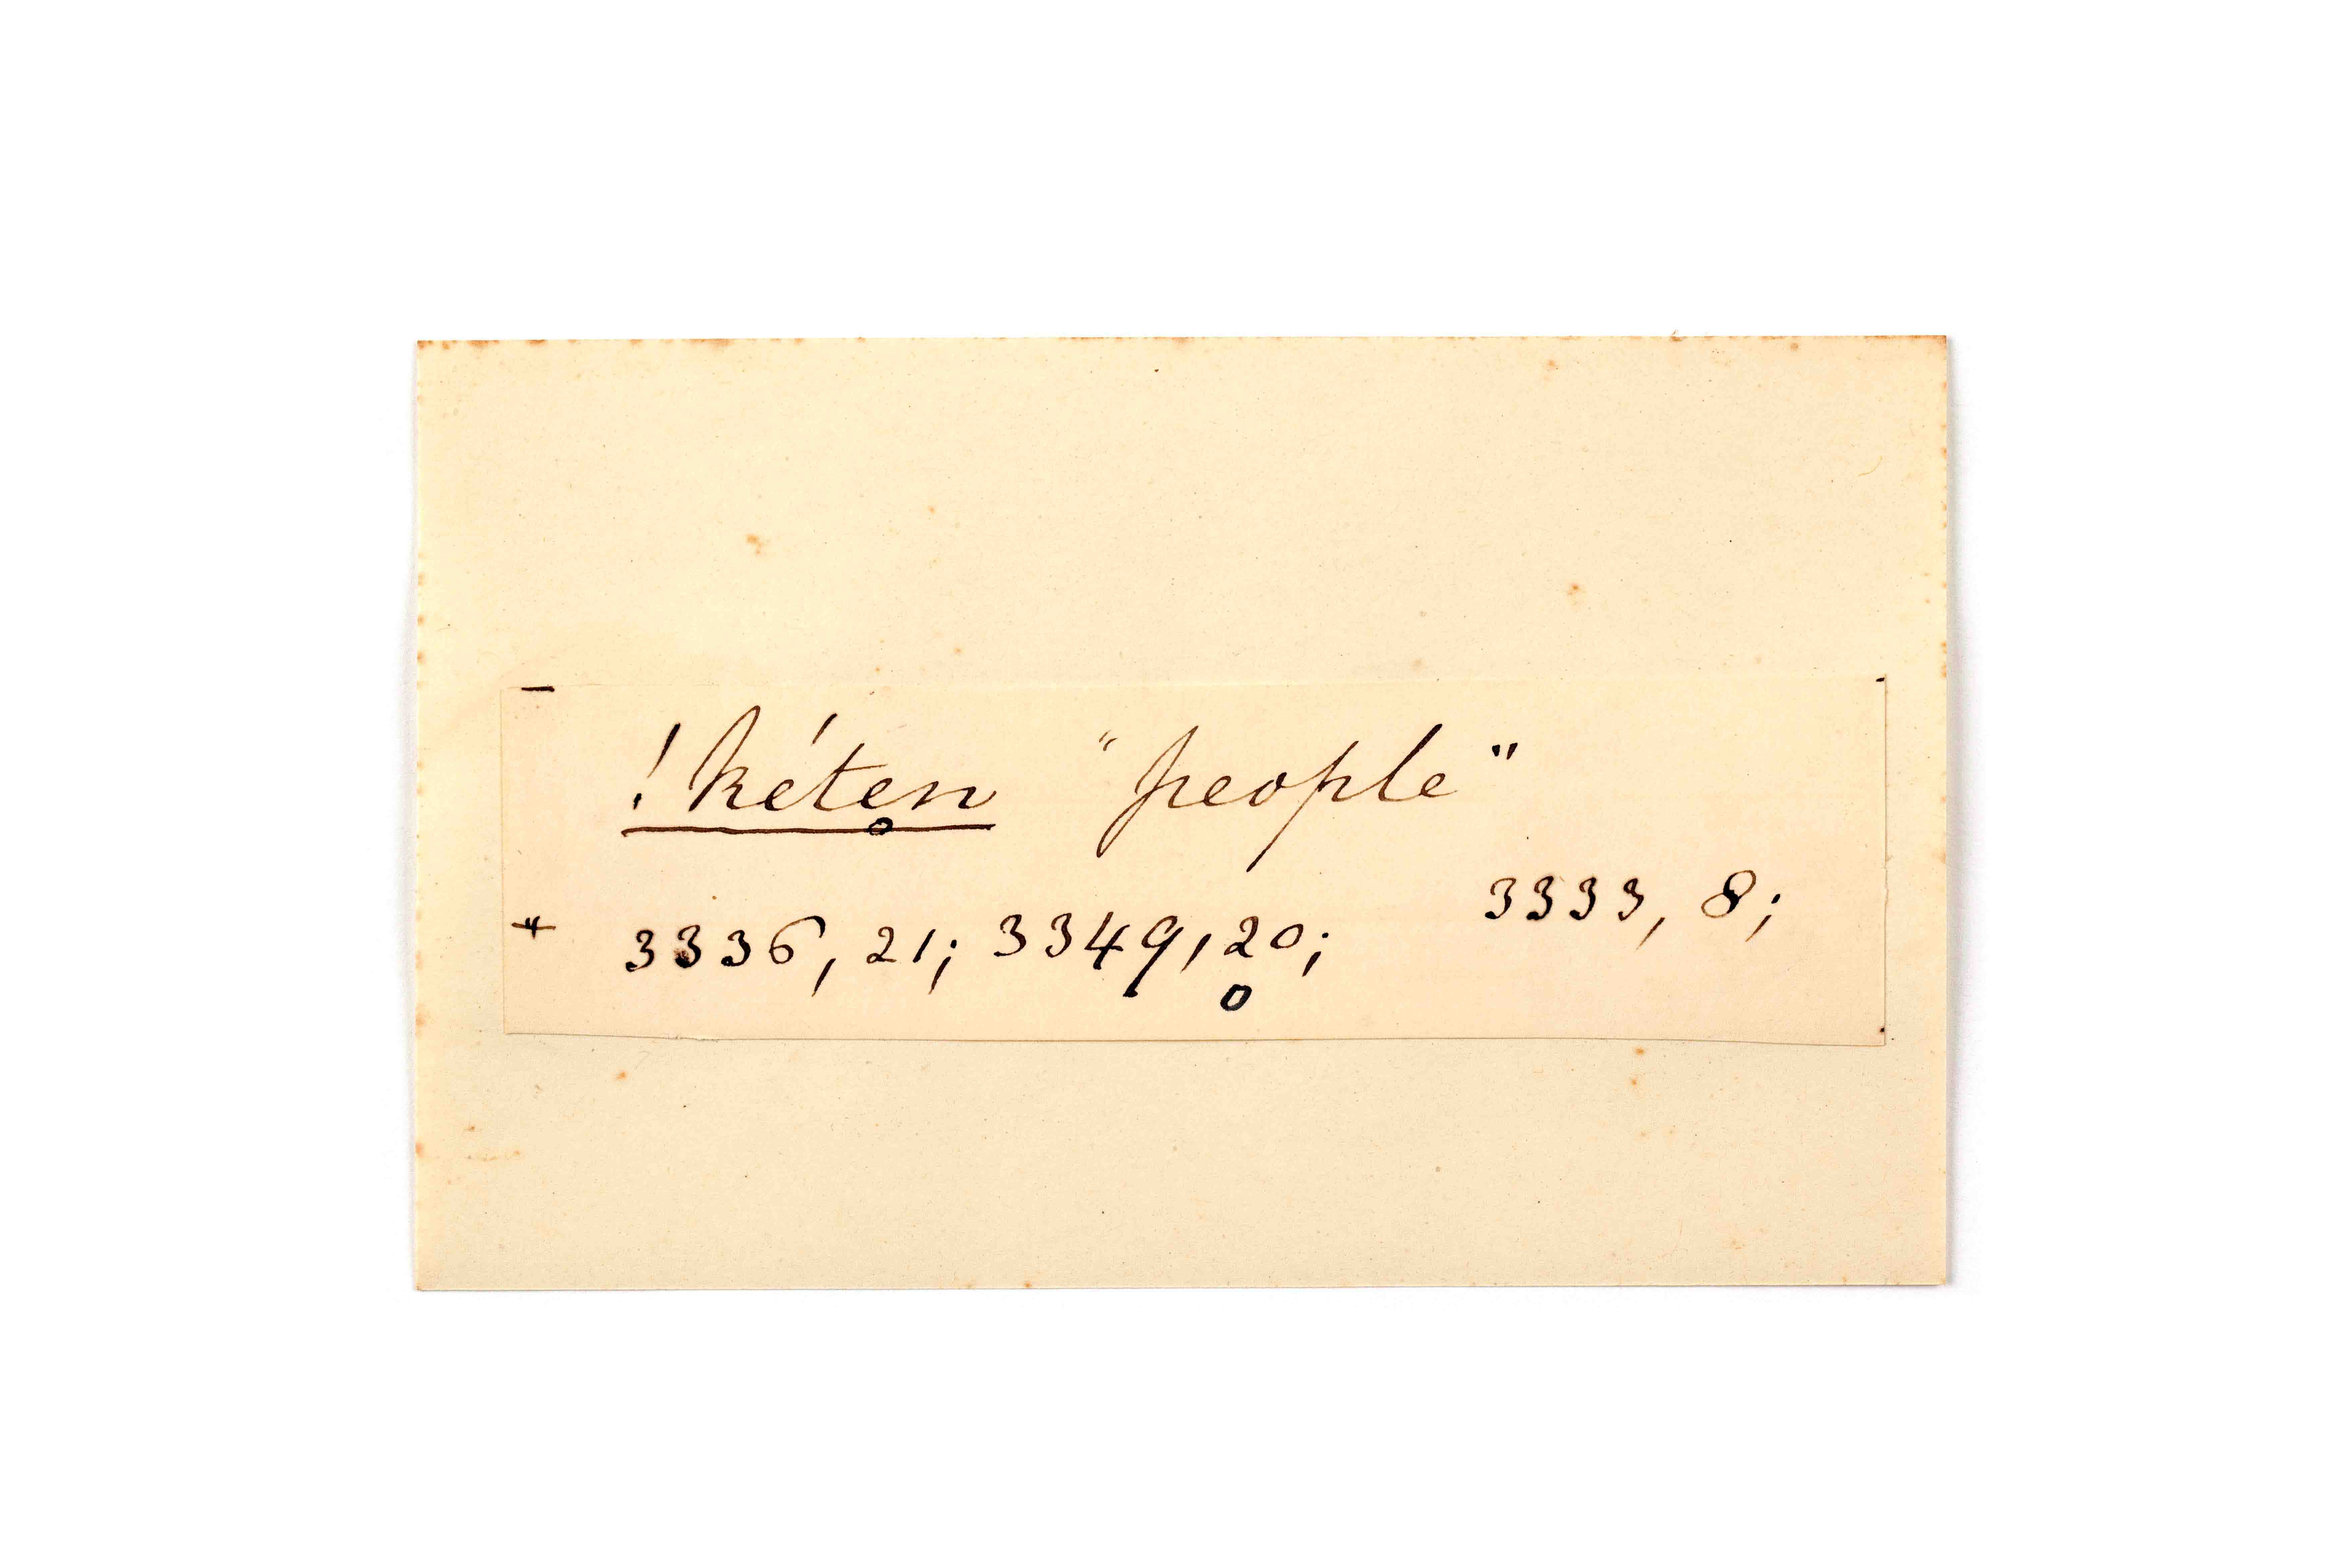 !kéten̥ "people"
3333, 8;
3336, 21; 3349, 20;